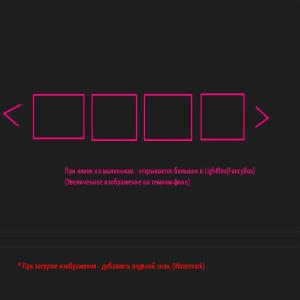 При клике на маленьком - открывается большое в LightBox(FancyBox)
(Увеличенное изображение на темном фоне)
* При загрузке изображения - добавлять водяной знак. (Watermark)